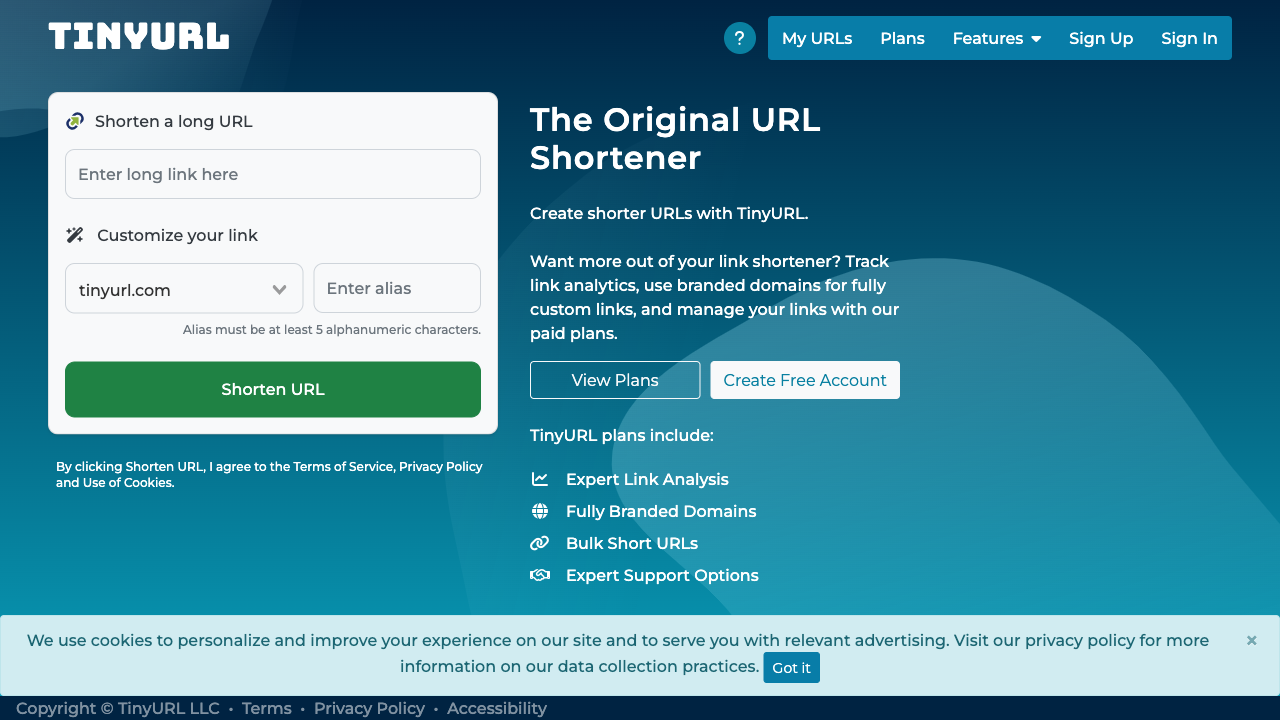 TINYURL
?
My URLs
Plans
Features
Sign Up
Sign In
Shorten a long URL
Enter long link here
Customize your link
tinyurl.com
Enter alias
Alias must be at least 5 alphanumeric characters.
Shorten URL
By clicking Shorten URL, I agree to the Terms of Service, Privacy Policy
and Use of Cookies.
The Original URL
Shortener
Create shorter URLs with TinyURL.
Want more out of your link shortener? Track
link analytics, use branded domains for fully
custom links, and manage your links with our
paid plans.
View Plans
Create Free Account
TinyURL plans include:
Expert Link Analysis
Fully Branded Domains
Bulk Short URLs
Expert Support Options
We use cookies to personalize and improve your experience on our site and to serve you with relevant advertising. Visit our privacy policy for more
information on our data collection practices. Got it
×
Copyright © TinyURL LLC • Terms • Privacy Policy • Accessibility